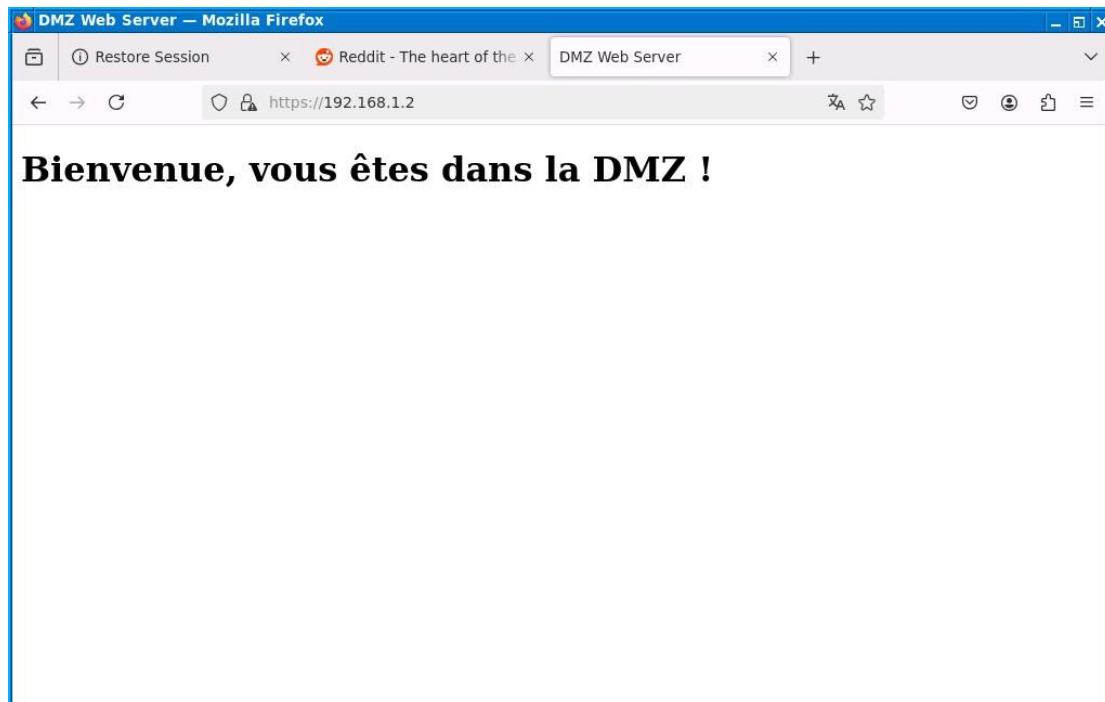 DMZ Web Server — Mozilla Firefox
Restore Session
Reddit - The heart of the
DMZ Web Server
https://192.168.1.2
Bienvenue, vous êtes dans la DMZ !